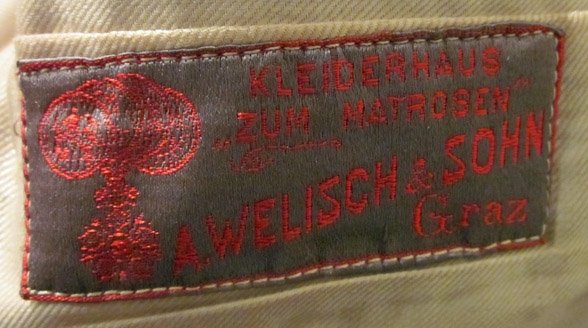 KLEIDERHAUS
„ZUM MATROSEN“
A. WELISCH & SOHN
Graz